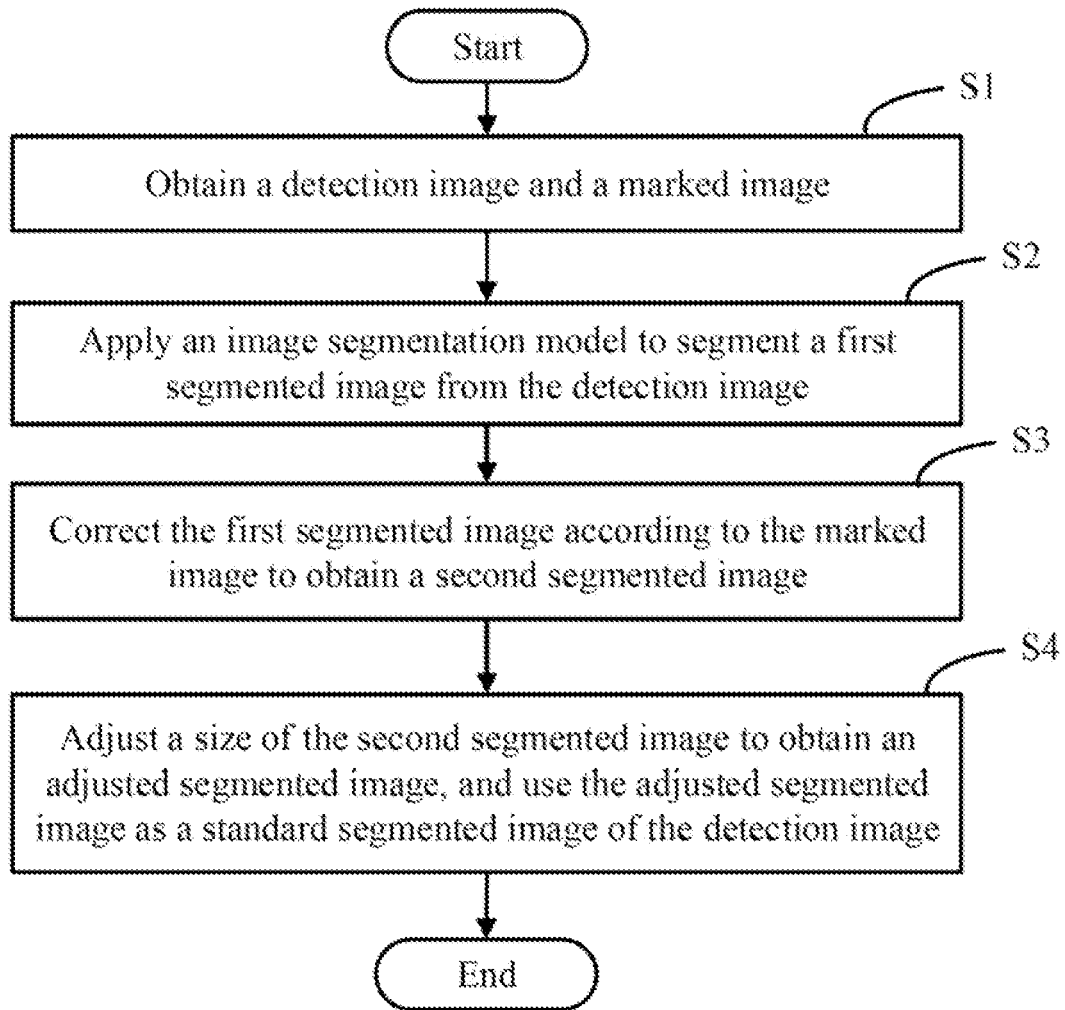 Start
S1
Obtain a detection image and a marked image
S2
Apply an image segmentation model to segment a first
segmented image from the detection image
S3
Correct the first segmented image according to the marked
image to obtain a second segmented image
S4
Adjust a size of the second segmented image to obtain an
adjusted segmented image, and use the adjusted segmented
image as a standard segmented image of the detection image
End